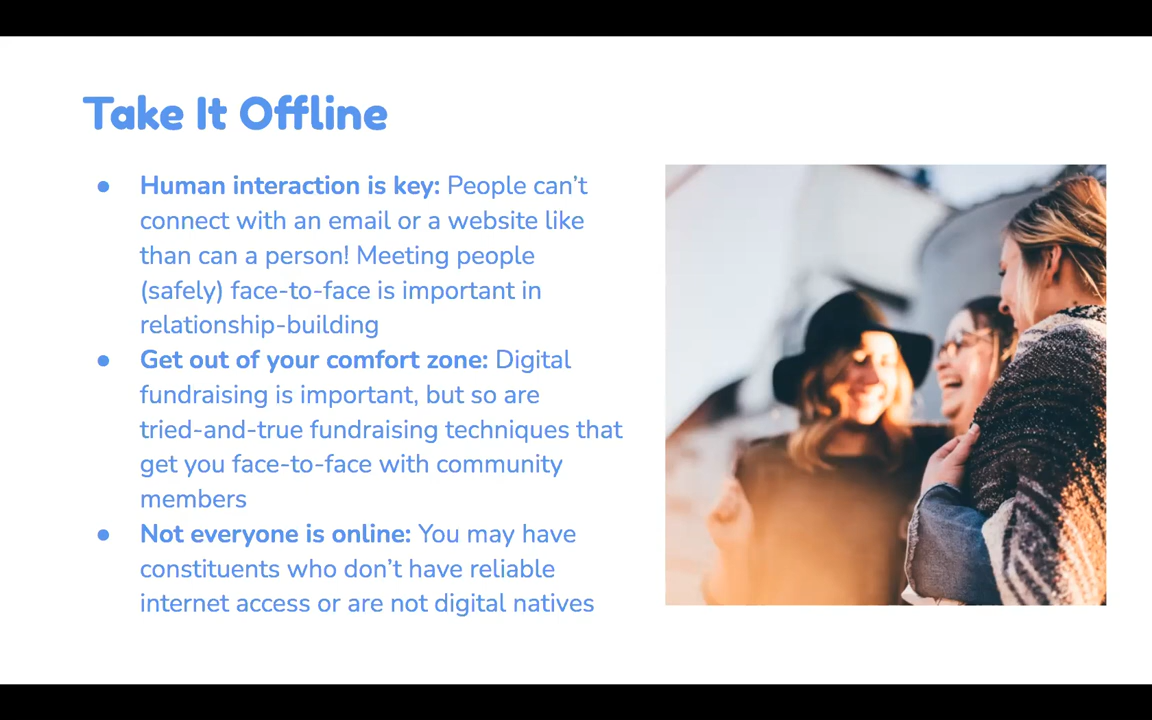 Take It Offline
● Human interaction is key: People can’t
connect with an email or a website like
than can a person! Meeting people
(safely) face-to-face is important in
relationship-building
● Get out of your comfort zone: Digital
fundraising is important, but so are
tried-and-true fundraising techniques that
get you face-to-face with community
members
● Not everyone is online: You may have
constituents who don’t have reliable
internet access or are not digital natives